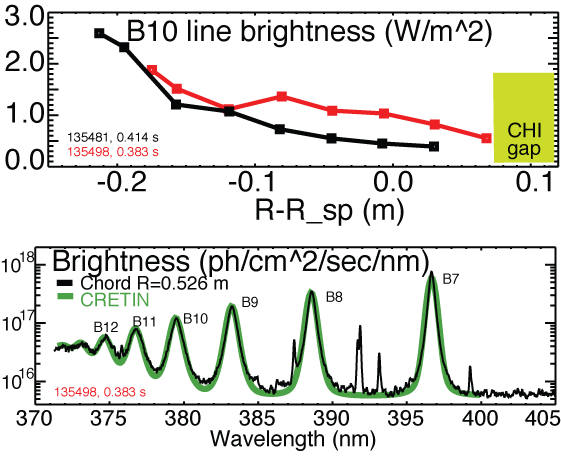 B10 line brightness (W/m^2)
3.0
2.0
1.0
0.0
135481, 0.414 s
135498, 0.383 s
CHI
gap
-0.2 -0.1 0.0 0.1
R-R_sp (m)
Brightness (ph/cm^2/sec/nm)
10^18
10^17
10^16
Chord R=0.526 m
CRETIN
B12 B11 B10 B9 B8 B7
135498, 0.383 s
370 375 380 385 390 395 400 405
Wavelength (nm)